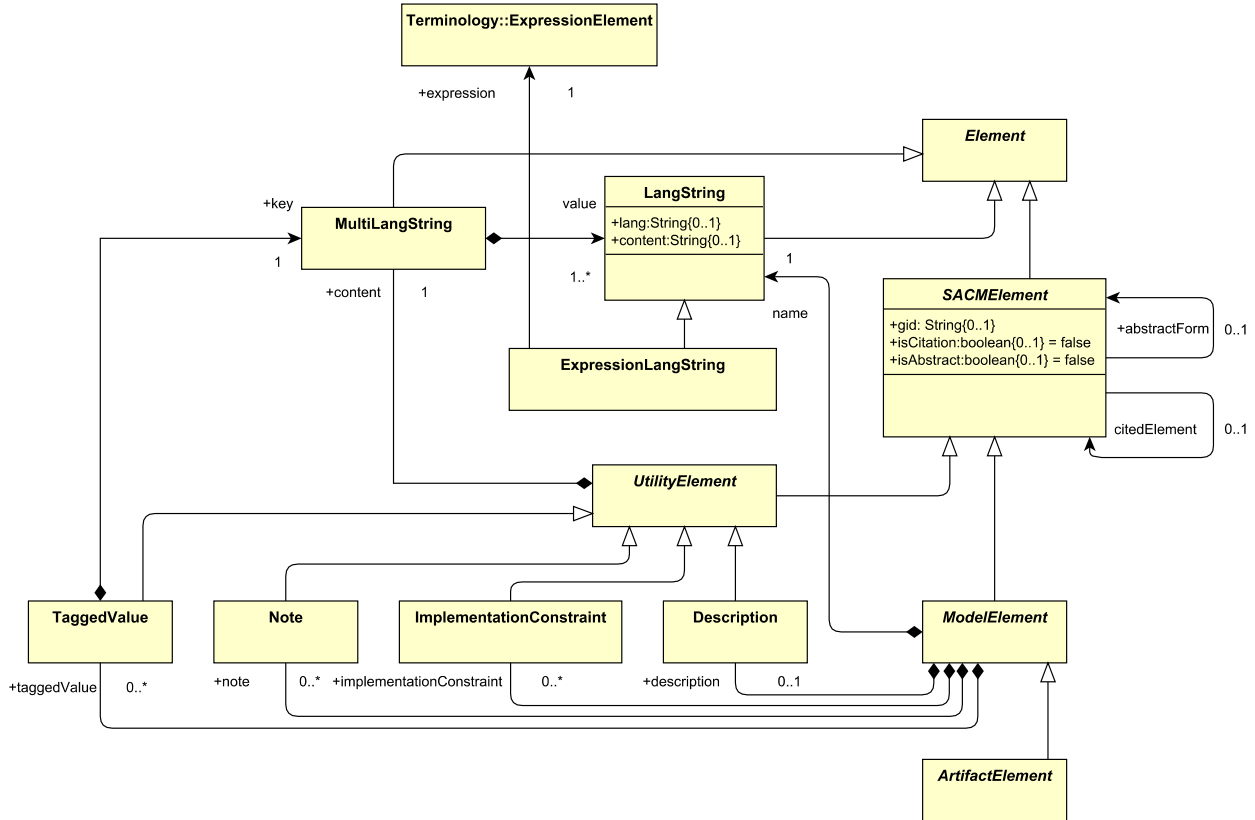 Terminology::ExpressionElement
+expression
1
Element
+key
1
MultiLangString
value
1..*
LangString
+lang:String{0..1}
+content:String{0..1}
1
name
+content
1
SACMElement
+gid: String{0..1}
+isCitation:boolean{0..1} = false
+isAbstract:boolean{0..1} = false
+abstractForm
0..1
citedElement
0..1
ExpressionLangString
UtilityElement
TaggedValue
Note
ImplementationConstraint
Description
ModelElement
+taggedValue
0..*
+note
0..*
+implementationConstraint
0..*
+description
0..1
ArtifactElement